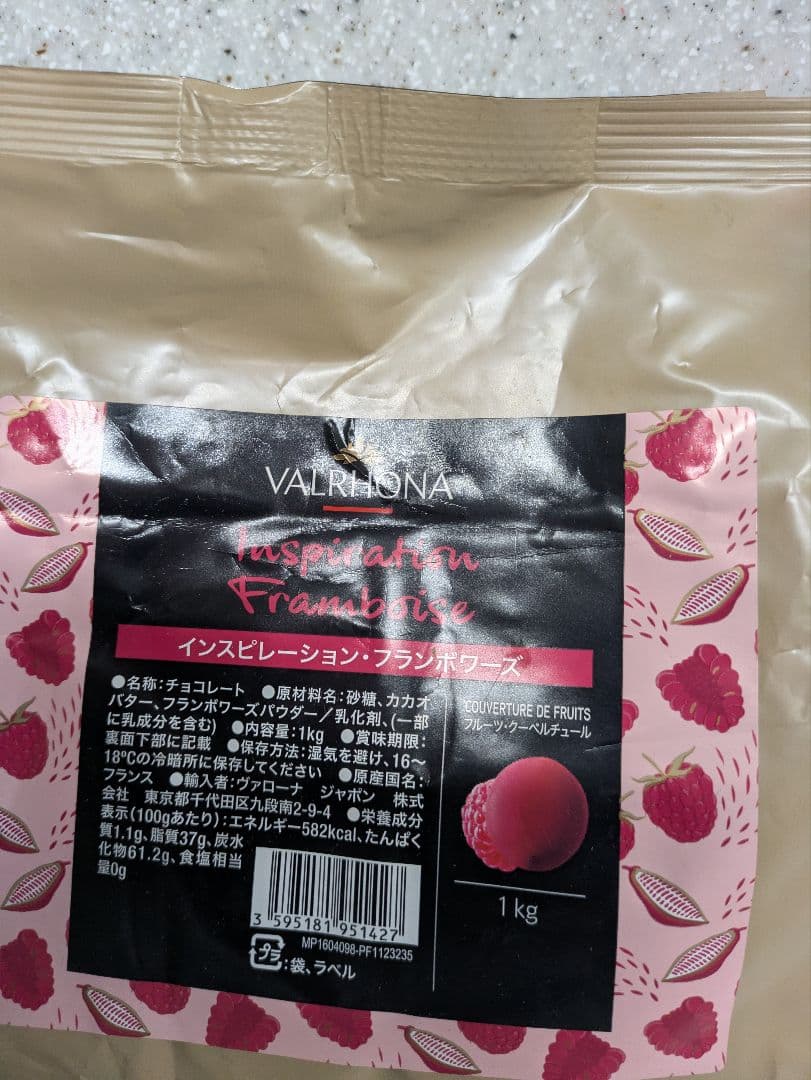 VALRHONA
Inspiration
Framboise
インスピレーション・フランボワーズ
●名称：チョコレート ●原材料名：砂糖、カカオ
バター、フランボワーズパウダー／乳化剤、(一部
に乳成分を含む) ●内容量：1kg ●賞味期限：
裏面下部に記載 ●保存方法：湿気を避け、16～
18℃の冷暗所に保存してください ●原産国名：
フランス ●輸入者：ヴァローナ ジャポン 株式
会社 東京都千代田区九段南2-9-4 ●栄養成分
表示(100gあたり)：エネルギー582kcal、たんぱく
質1.1g、脂質37g、炭水
化物61.2g、食塩相当
量0g
3 595181 951427
MP1604098-PF1123235
プラ：袋、ラベル
COUVERTURE DE FRUITS
フルーツ・クーベルチュール
1kg